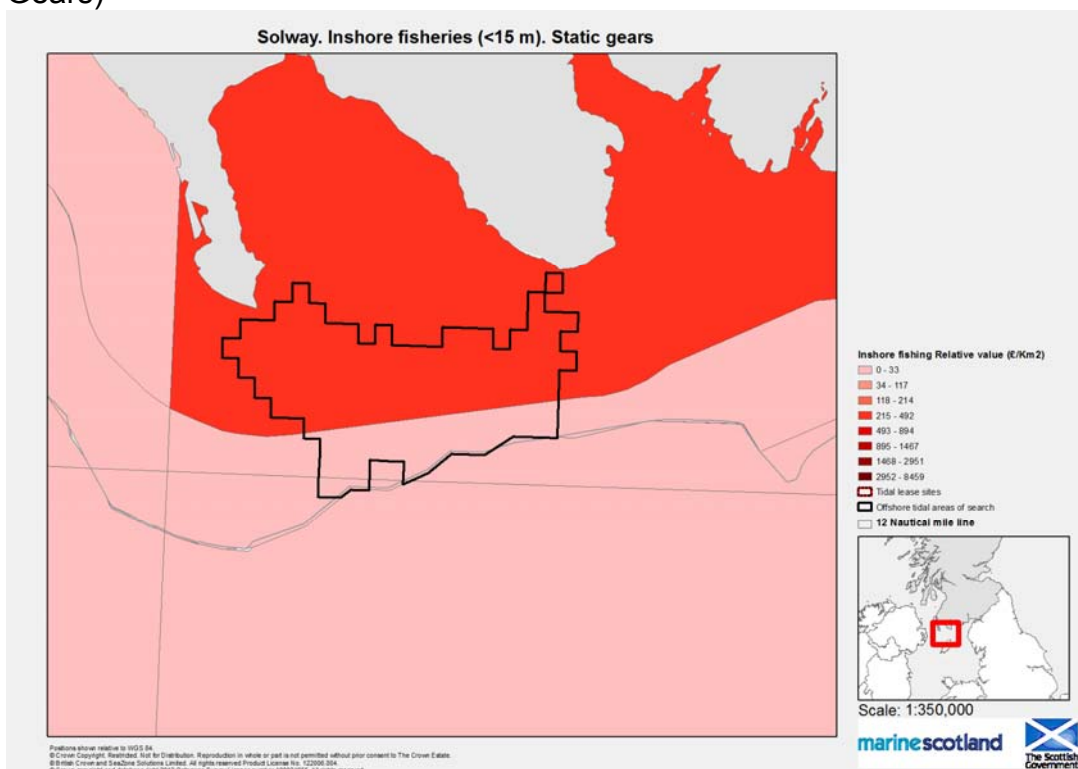 Gears)
Solway. Inshore fisheries (<15 m). Static gears
Inshore fishing Relative value (£/Km2)
0 - 33
34 - 117
118 - 214
215 - 492
493 - 894
895 - 1467
1468 - 2951
2952 - 8459
Tidal lease sites
Offshore tidal areas of search
12 Nautical mile line
Scale: 1:350,000
marinescotland
The Scottish
Government
Positions shown relative to WGS 84.
© Crown Copyright. Restricted. Not for Distribution. Reproduction in whole or part is not permitted without prior consent to The Crown Estate.
© British Crown and SeaZone Solutions Limited. All rights reserved Product License No. 122006.004.